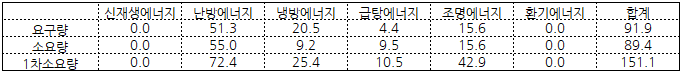 신재생에너지 난방에너지 냉방에너지 급탕에너지 조명에너지 환기에너지 합계
요구량 0.0 51.3 20.5 4.4 15.6 0.0 91.9
소요량 0.0 55.0 9.2 9.5 15.6 0.0 89.4
1차소요량 0.0 72.4 25.4 10.5 42.9 0.0 151.1